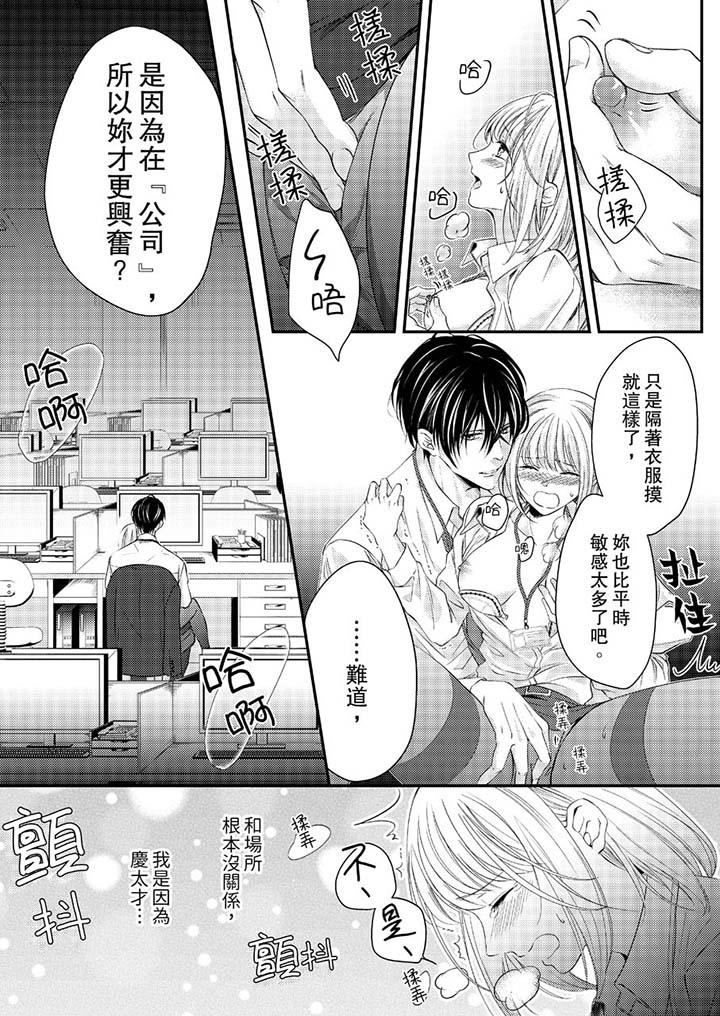 搓
揉
哈
哈
搓
揉
搓
揉
搓
揉
唔
只是隔著衣服摸
就這樣了，
妳也比平時
敏感太多了吧。
扯
住
哈
嗯
揉
弄
揉
弄
……難道，
是因為在『公司』，
所以妳才更興奮？
哈
啊
哈
啊
不、
是、
揉
弄
揉
弄
和場所
根本沒關係，
我是因為
慶太才…
顫
抖
顫
抖